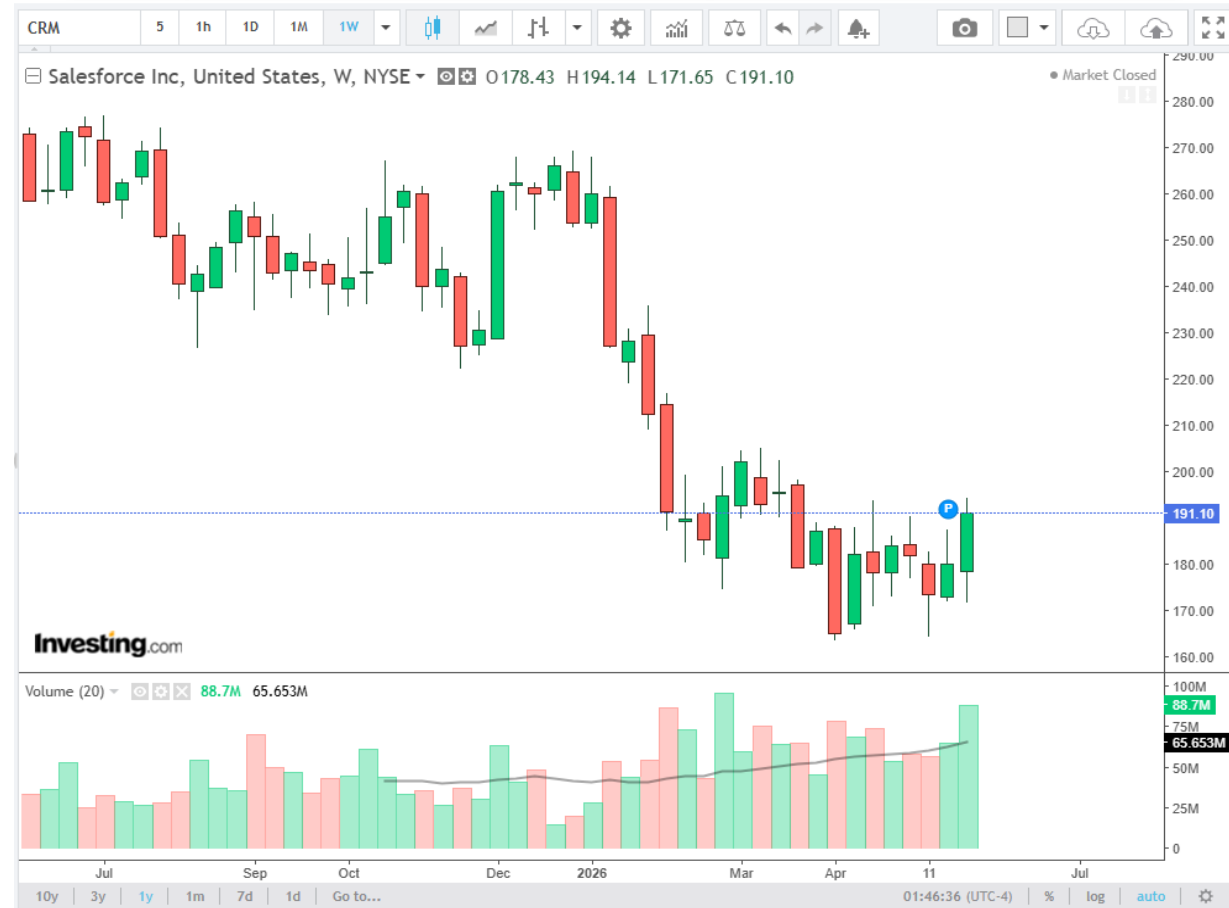 CRM 5 1h 1D 1M 1W
Salesforce Inc, United States, W, NYSE O178.43 H194.14 L171.65 C191.10
Market Closed
290.00
280.00
270.00
260.00
250.00
240.00
230.00
220.00
210.00
200.00
191.10
180.00
170.00
160.00
P
Investing.com
Volume (20) 88.7M 65.653M
100M
88.7M
75M
65.653M
50M
25M
0
Jul Sep Oct Dec 2026 Mar Apr 11 Jul
10y 3y 1y 1m 7d 1d Go to... 01:46:36 (UTC-4) % log auto